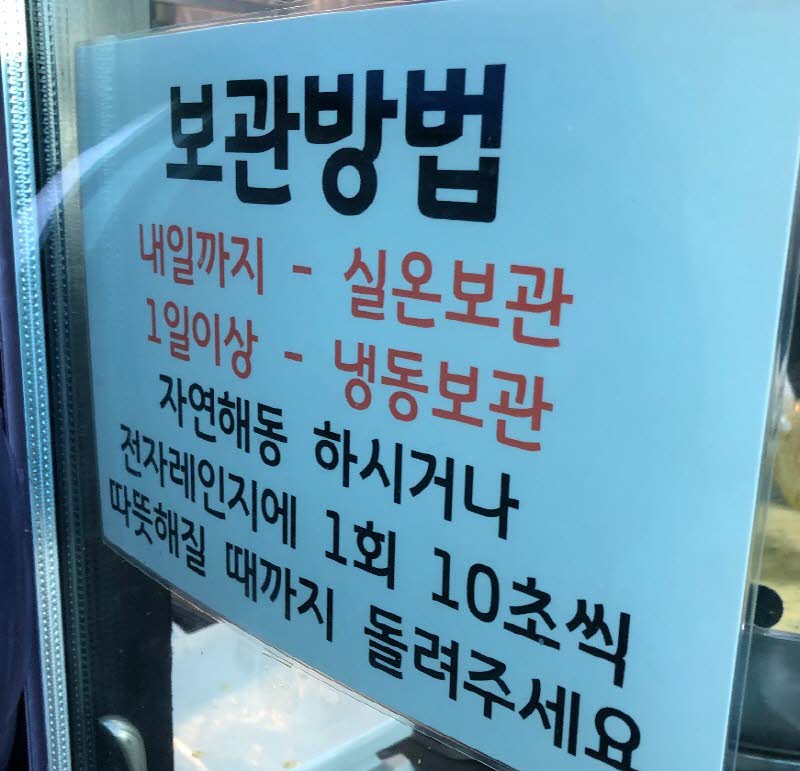 보관방법
내일까지 - 실온보관
1일이상 - 냉동보관
자연해동 하시거나
전자레인지에 1회 10초씩
따뜻해질 때까지 돌려주세요